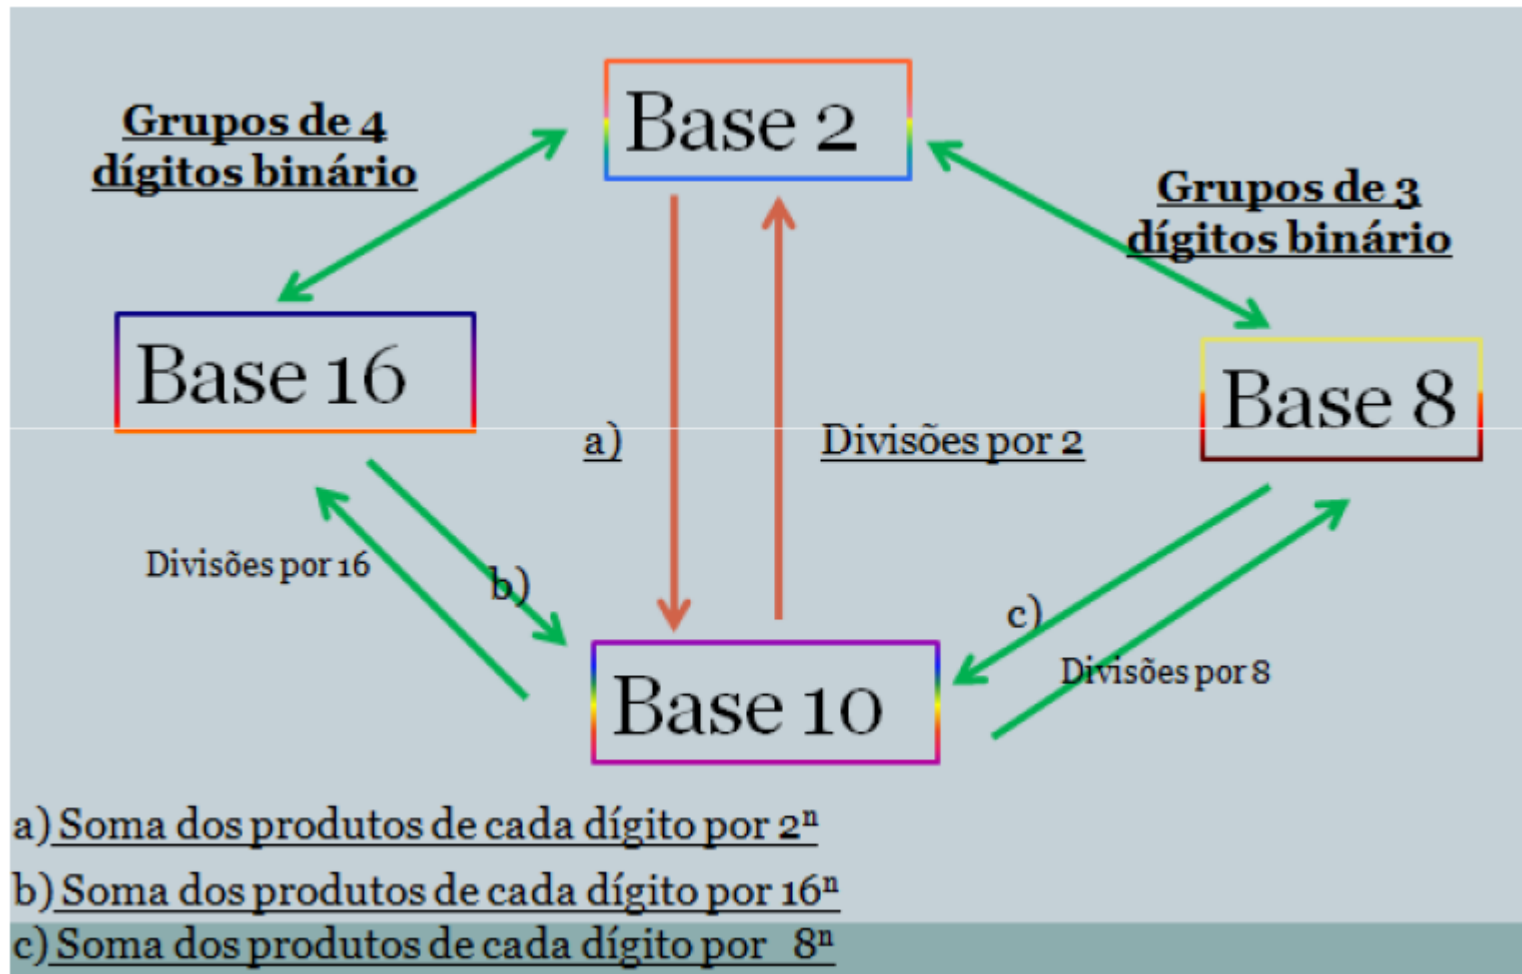 Base 2
Grupos de 4
dígitos binário
Grupos de 3
dígitos binário
Base 16
Base 8
a)
Divisões por 2
Divisões por 16
b)
c)
Divisões por 8
Base 10
a) Soma dos produtos de cada dígito por 2ⁿ
b) Soma dos produtos de cada dígito por 16ⁿ
c) Soma dos produtos de cada dígito por 8ⁿ